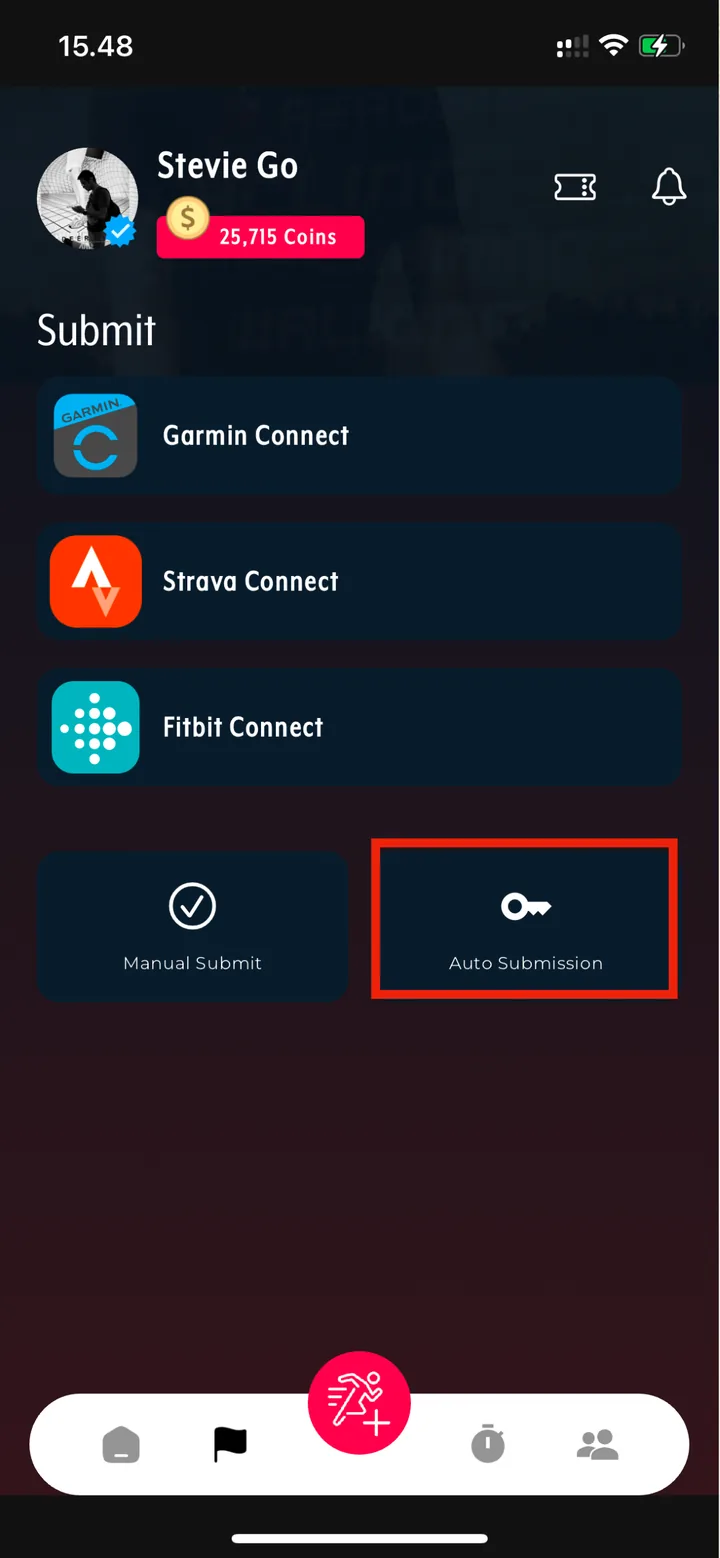 15.48
Stevie Go
$
25,715 Coins
Submit
GARMIN
Garmin Connect
Strava Connect
Fitbit Connect
Manual Submit
Auto Submission